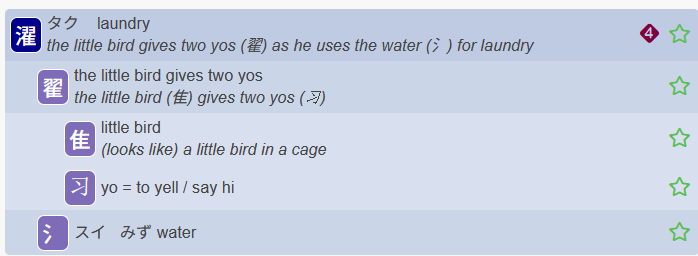 濯 タク laundry
the little bird gives two yos (翟) as he uses the water (氵) for laundry 4
翟 the little bird gives two yos
the little bird (隹) gives two yos (习)
隹 little bird
(looks like) a little bird in a cage
习 yo = to yell / say hi
氵 スイ みず water